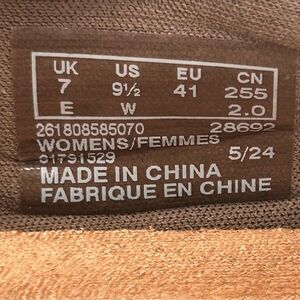 UK US EU CN
7 9½ 41 255
E W 2.0
261808585070 28692
WOMENS/FEMMES 5/24
MADE IN CHINA
FABRIQUE EN CHINE